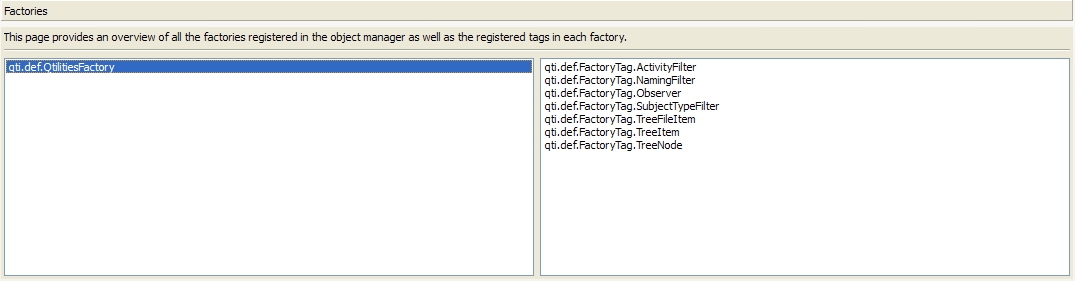 Factories
This page provides an overview of all the factories registered in the object manager as well as the registered tags in each factory.
qti.def.QtilitiesFactory
qti.def.FactoryTag.ActivityFilter
qti.def.FactoryTag.NamingFilter
qti.def.FactoryTag.Observer
qti.def.FactoryTag.SubjectTypeFilter
qti.def.FactoryTag.TreeFileItem
qti.def.FactoryTag.TreeItem
qti.def.FactoryTag.TreeNode